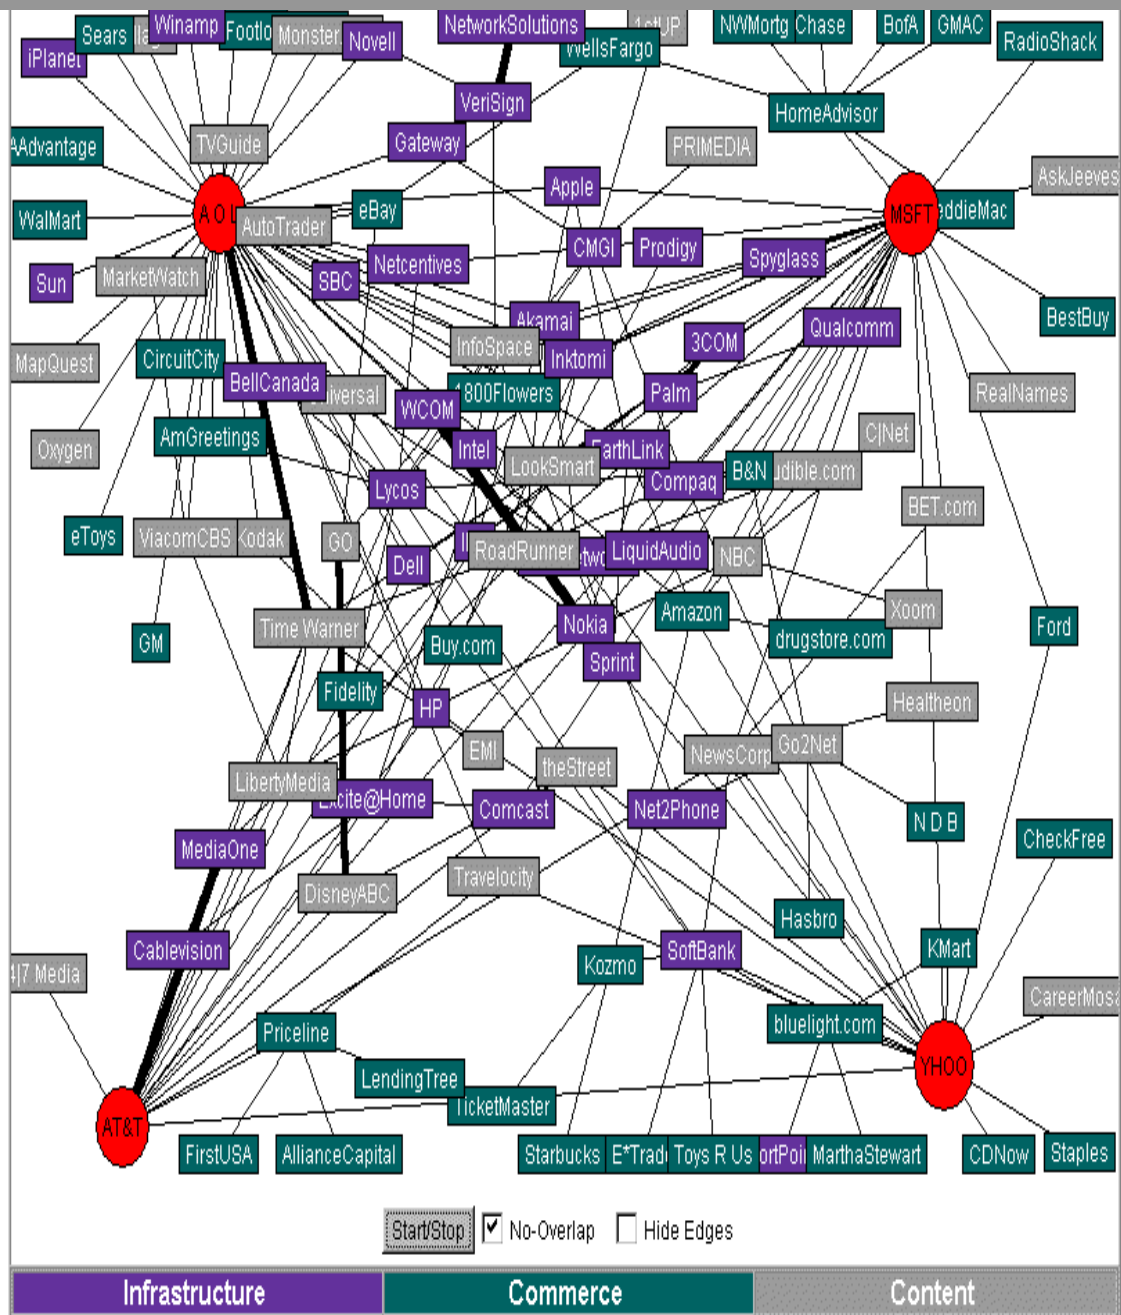 NetworkSolutions
Winamp
Sears
Footlo
Monster
Novell
1stUP
NWMortg
Chase
BofA
GMAC
RadioShack
iPlanet
WellsFargo
VeriSign
HomeAdvisor
AAdvantage
TVGuide
Gateway
PRIMEDIA
AskJeeves
Apple
WalMart
A O L
AutoTrader
eBay
MSFT
eddieMac
CMGI
Prodigy
Spyglass
Netcentives
Sun
MarketWatch
SBC
Akamai
BestBuy
Qualcomm
MapQuest
CircuitCity
InfoSpace
Inktomi
3COM
BellCanada
Universal
1800Flowers
Palm
RealNames
WCOM
Oxygen
AmGreetings
Intel
EarthLink
C|Net
LookSmart
Compaq
B&N
udible.com
Lycos
BET.com
eToys
ViacomCBS
Kodak
GO
Dell
RoadRunner
LiquidAudio
NBC
GM
Time Warner
Nokia
Amazon
Xoom
Ford
Buy.com
drugstore.com
Sprint
Fidelity
HP
Healtheon
EMI
NewsCorp
Go2Net
theStreet
LibertyMedia
Excite@Home
Comcast
Net2Phone
N D B
CheckFree
MediaOne
Travelocity
DisneyABC
Hasbro
Cablevision
SoftBank
KMart
4|7 Media
Kozmo
CareerMosa
Priceline
bluelight.com
LendingTree
YHOO
TicketMaster
AT&T
FirstUSA
AllianceCapital
Starbucks
E*Trad
Toys R Us
ortPoi
MarthaStewart
CDNow
Staples
Start/Stop
No-Overlap
Hide Edges
Infrastructure
Commerce
Content